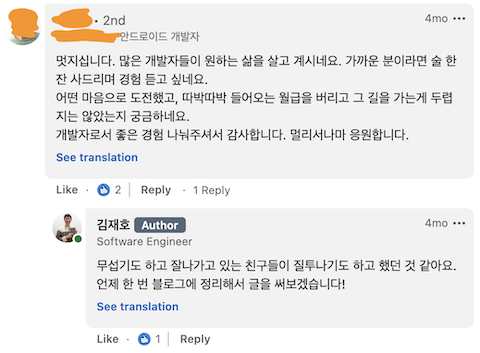 · 2nd
4mo ···
안드로이드 개발자
멋지십니다. 많은 개발자들이 원하는 삶을 살고 계시네요. 가까운 분이라면 술 한
잔 사드리며 경험 듣고 싶네요.
어떤 마음으로 도전했고, 따박따박 들어오는 월급을 버리고 그 길을 가는게 두렵
지는 않았는지 궁금하네요.
개발자로서 좋은 경험 나눠주셔서 감사합니다. 멀리서나마 응원합니다.
See translation
Like · 2 | Reply · 1 Reply
김재호 Author
4mo ···
Software Engineer
무섭기도 하고 잘나가고 있는 친구들이 질투나기도 하고 했던 것 같아요.
언제 한 번 블로그에 정리해서 글을 써보겠습니다!
See translation
Like · 1 | Reply